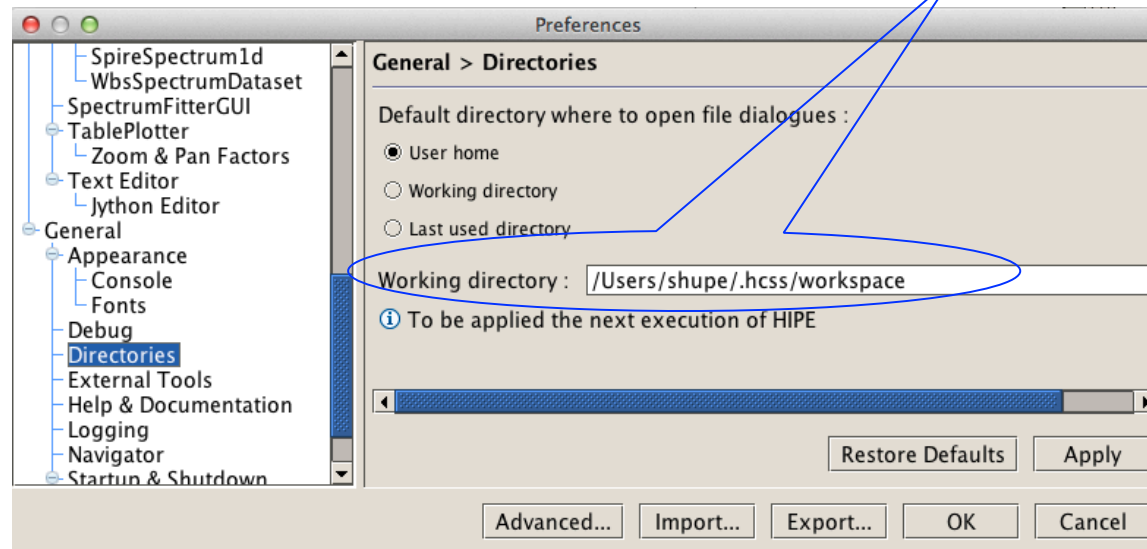 Preferences
SpireSpectrum1d
WbsSpectrumDataset
SpectrumFitterGUI
TablePlotter
Zoom & Pan Factors
Text Editor
Jython Editor
General
Appearance
Console
Fonts
Debug
Directories
External Tools
Help & Documentation
Logging
Navigator
Startup & Shutdown
General > Directories
Default directory where to open file dialogues :
User home
Working directory
Last used directory
Working directory : /Users/shupe/.hcss/workspace
To be applied the next execution of HIPE
Restore Defaults Apply
Advanced... Import... Export... OK Cancel